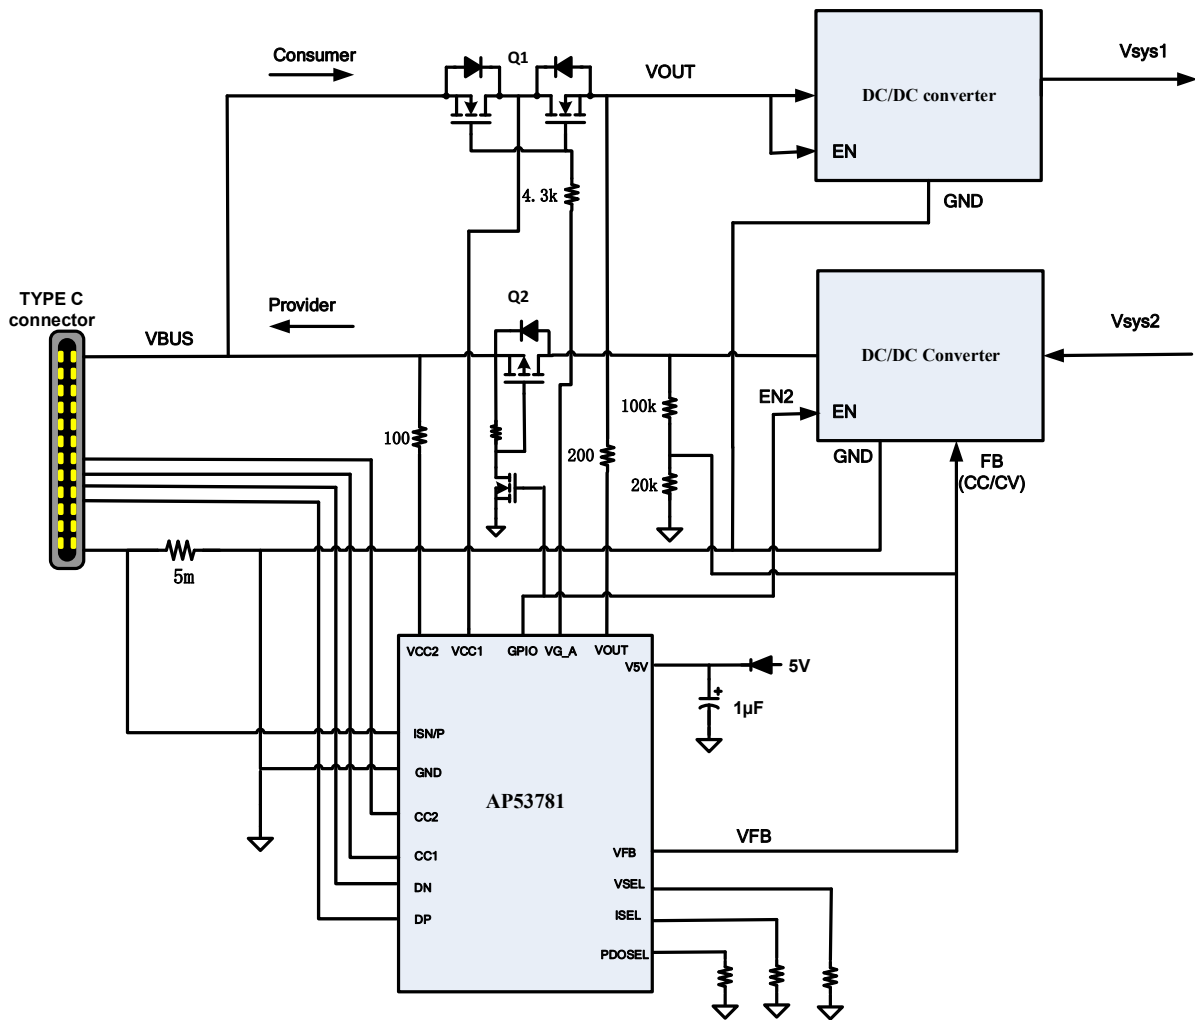 Consumer
Q1
VOUT
DC/DC converter
Vsys1
EN
4.3k
GND
TYPE C
connector
Provider
Q2
VBUS
DC/DC Converter
Vsys2
EN2
EN
100k
100
200
GND
FB
(CC/CV)
20k
5m
VCC2
VCC1
GPIO
VG_A
VOUT
V5V
5V
+
1µF
ISN/P
GND
AP53781
CC2
CC1
DN
DP
VFB
VFB
VSEL
ISEL
PDOSEL